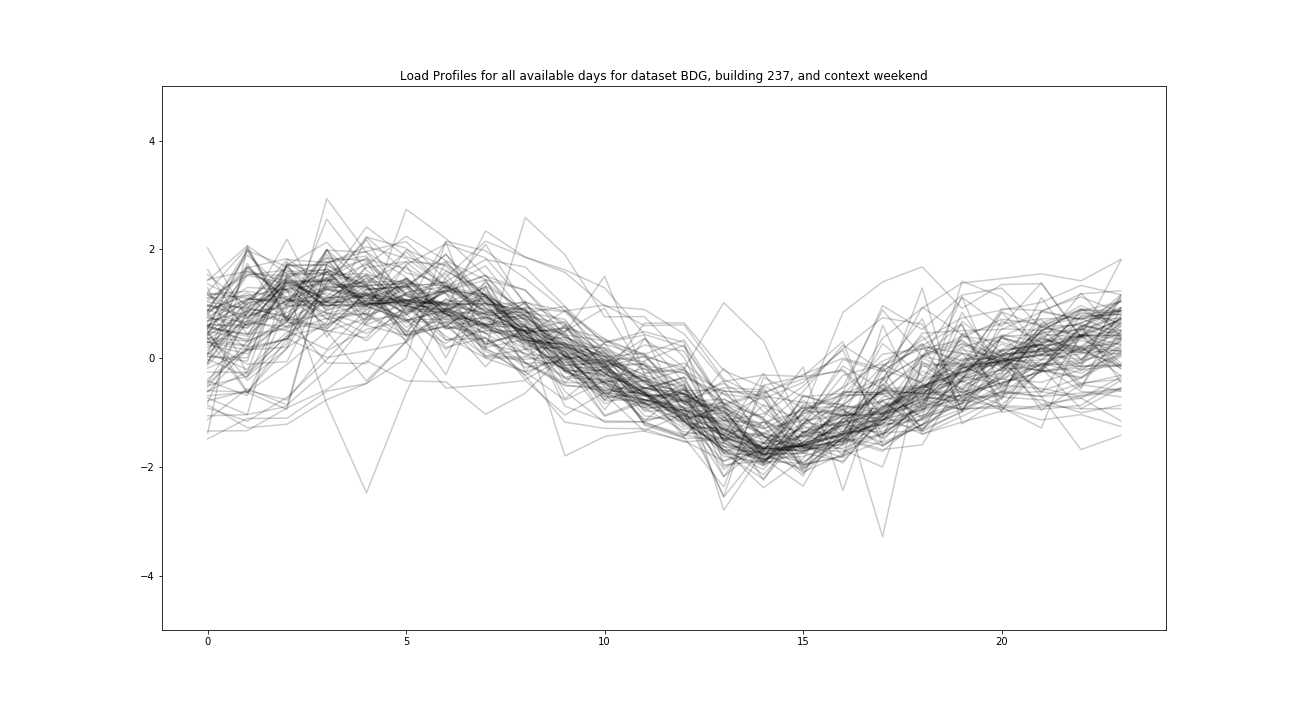 Load Profiles for all available days for dataset BDG, building 237, and context weekend
4
2
0
−2
−4
0 5 10 15 20